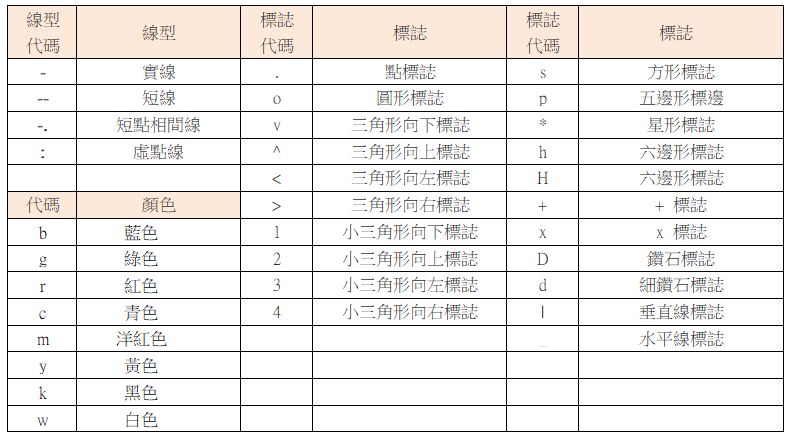 線型代碼 線型 標誌代碼 標誌 標誌代碼 標誌
- 實線 . 點標誌 s 方形標誌
-- 短線 o 圓形標誌 p 五邊形標邊
-. 短點相間線 v 三角形向下標誌 * 星形標誌
: 虛點線 ^ 三角形向上標誌 h 六邊形標誌
< 三角形向左標誌 H 六邊形標誌
代碼 顏色 > 三角形向右標誌 + + 標誌
b 藍色 1 小三角形向下標誌 x x 標誌
g 綠色 2 小三角形向上標誌 D 鑽石標誌
r 紅色 3 小三角形向左標誌 d 細鑽石標誌
c 青色 4 小三角形向右標誌 | 垂直線標誌
m 洋紅色 _ 水平線標誌
y 黃色
k 黑色
w 白色